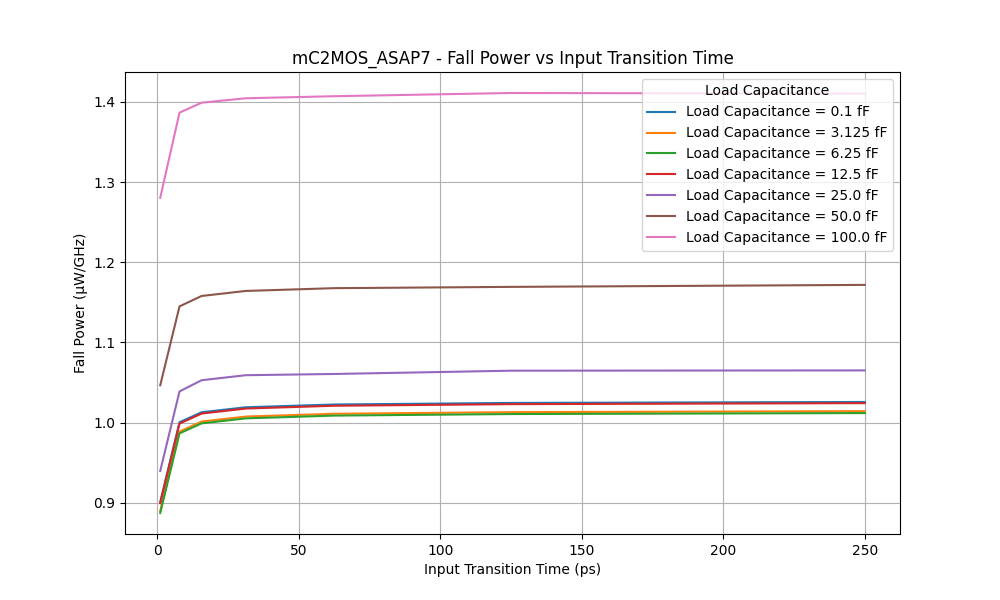 mC2MOS_ASAP7 - Fall Power vs Input Transition Time
Load Capacitance
Load Capacitance = 0.1 fF
Load Capacitance = 3.125 fF
Load Capacitance = 6.25 fF
Load Capacitance = 12.5 fF
Load Capacitance = 25.0 fF
Load Capacitance = 50.0 fF
Load Capacitance = 100.0 fF
Fall Power (μW/GHz)
1.4
1.3
1.2
1.1
1.0
0.9
0
50
100
150
200
250
Input Transition Time (ps)